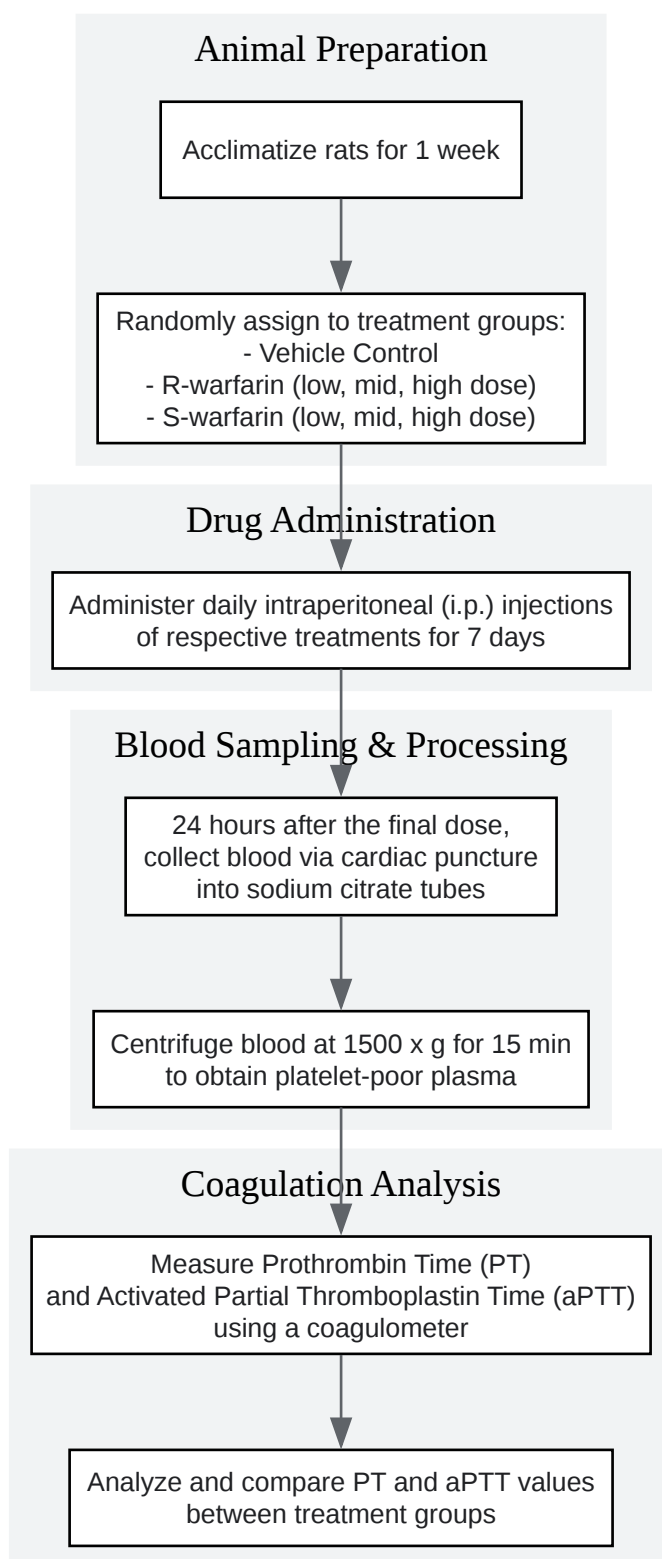 Animal Preparation
Acclimatize rats for 1 week
Randomly assign to treatment groups:
- Vehicle Control
- R-warfarin (low, mid, high dose)
- S-warfarin (low, mid, high dose)
Drug Administration
Administer daily intraperitoneal (i.p.) injections
of respective treatments for 7 days
Blood Sampling & Processing
24 hours after the final dose,
collect blood via cardiac puncture
into sodium citrate tubes
Centrifuge blood at 1500 x g for 15 min
to obtain platelet-poor plasma
Coagulation Analysis
Measure Prothrombin Time (PT)
and Activated Partial Thromboplastin Time (aPTT)
using a coagulometer
Analyze and compare PT and aPTT values
between treatment groups